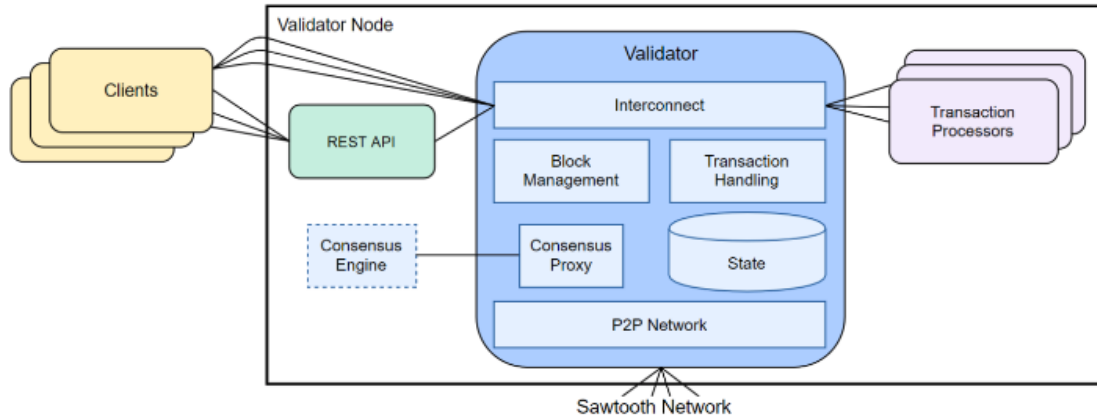 Validator Node
Validator
Clients
Interconnect
Transaction
Processors
REST API
Block
Management
Transaction
Handling
Consensus
Engine
Consensus
Proxy
State
P2P Network
Sawtooth Network